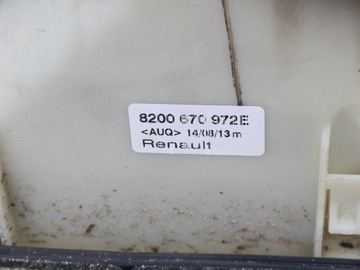 8200 670 972E
<AUQ> 14/08/13 m
Renault